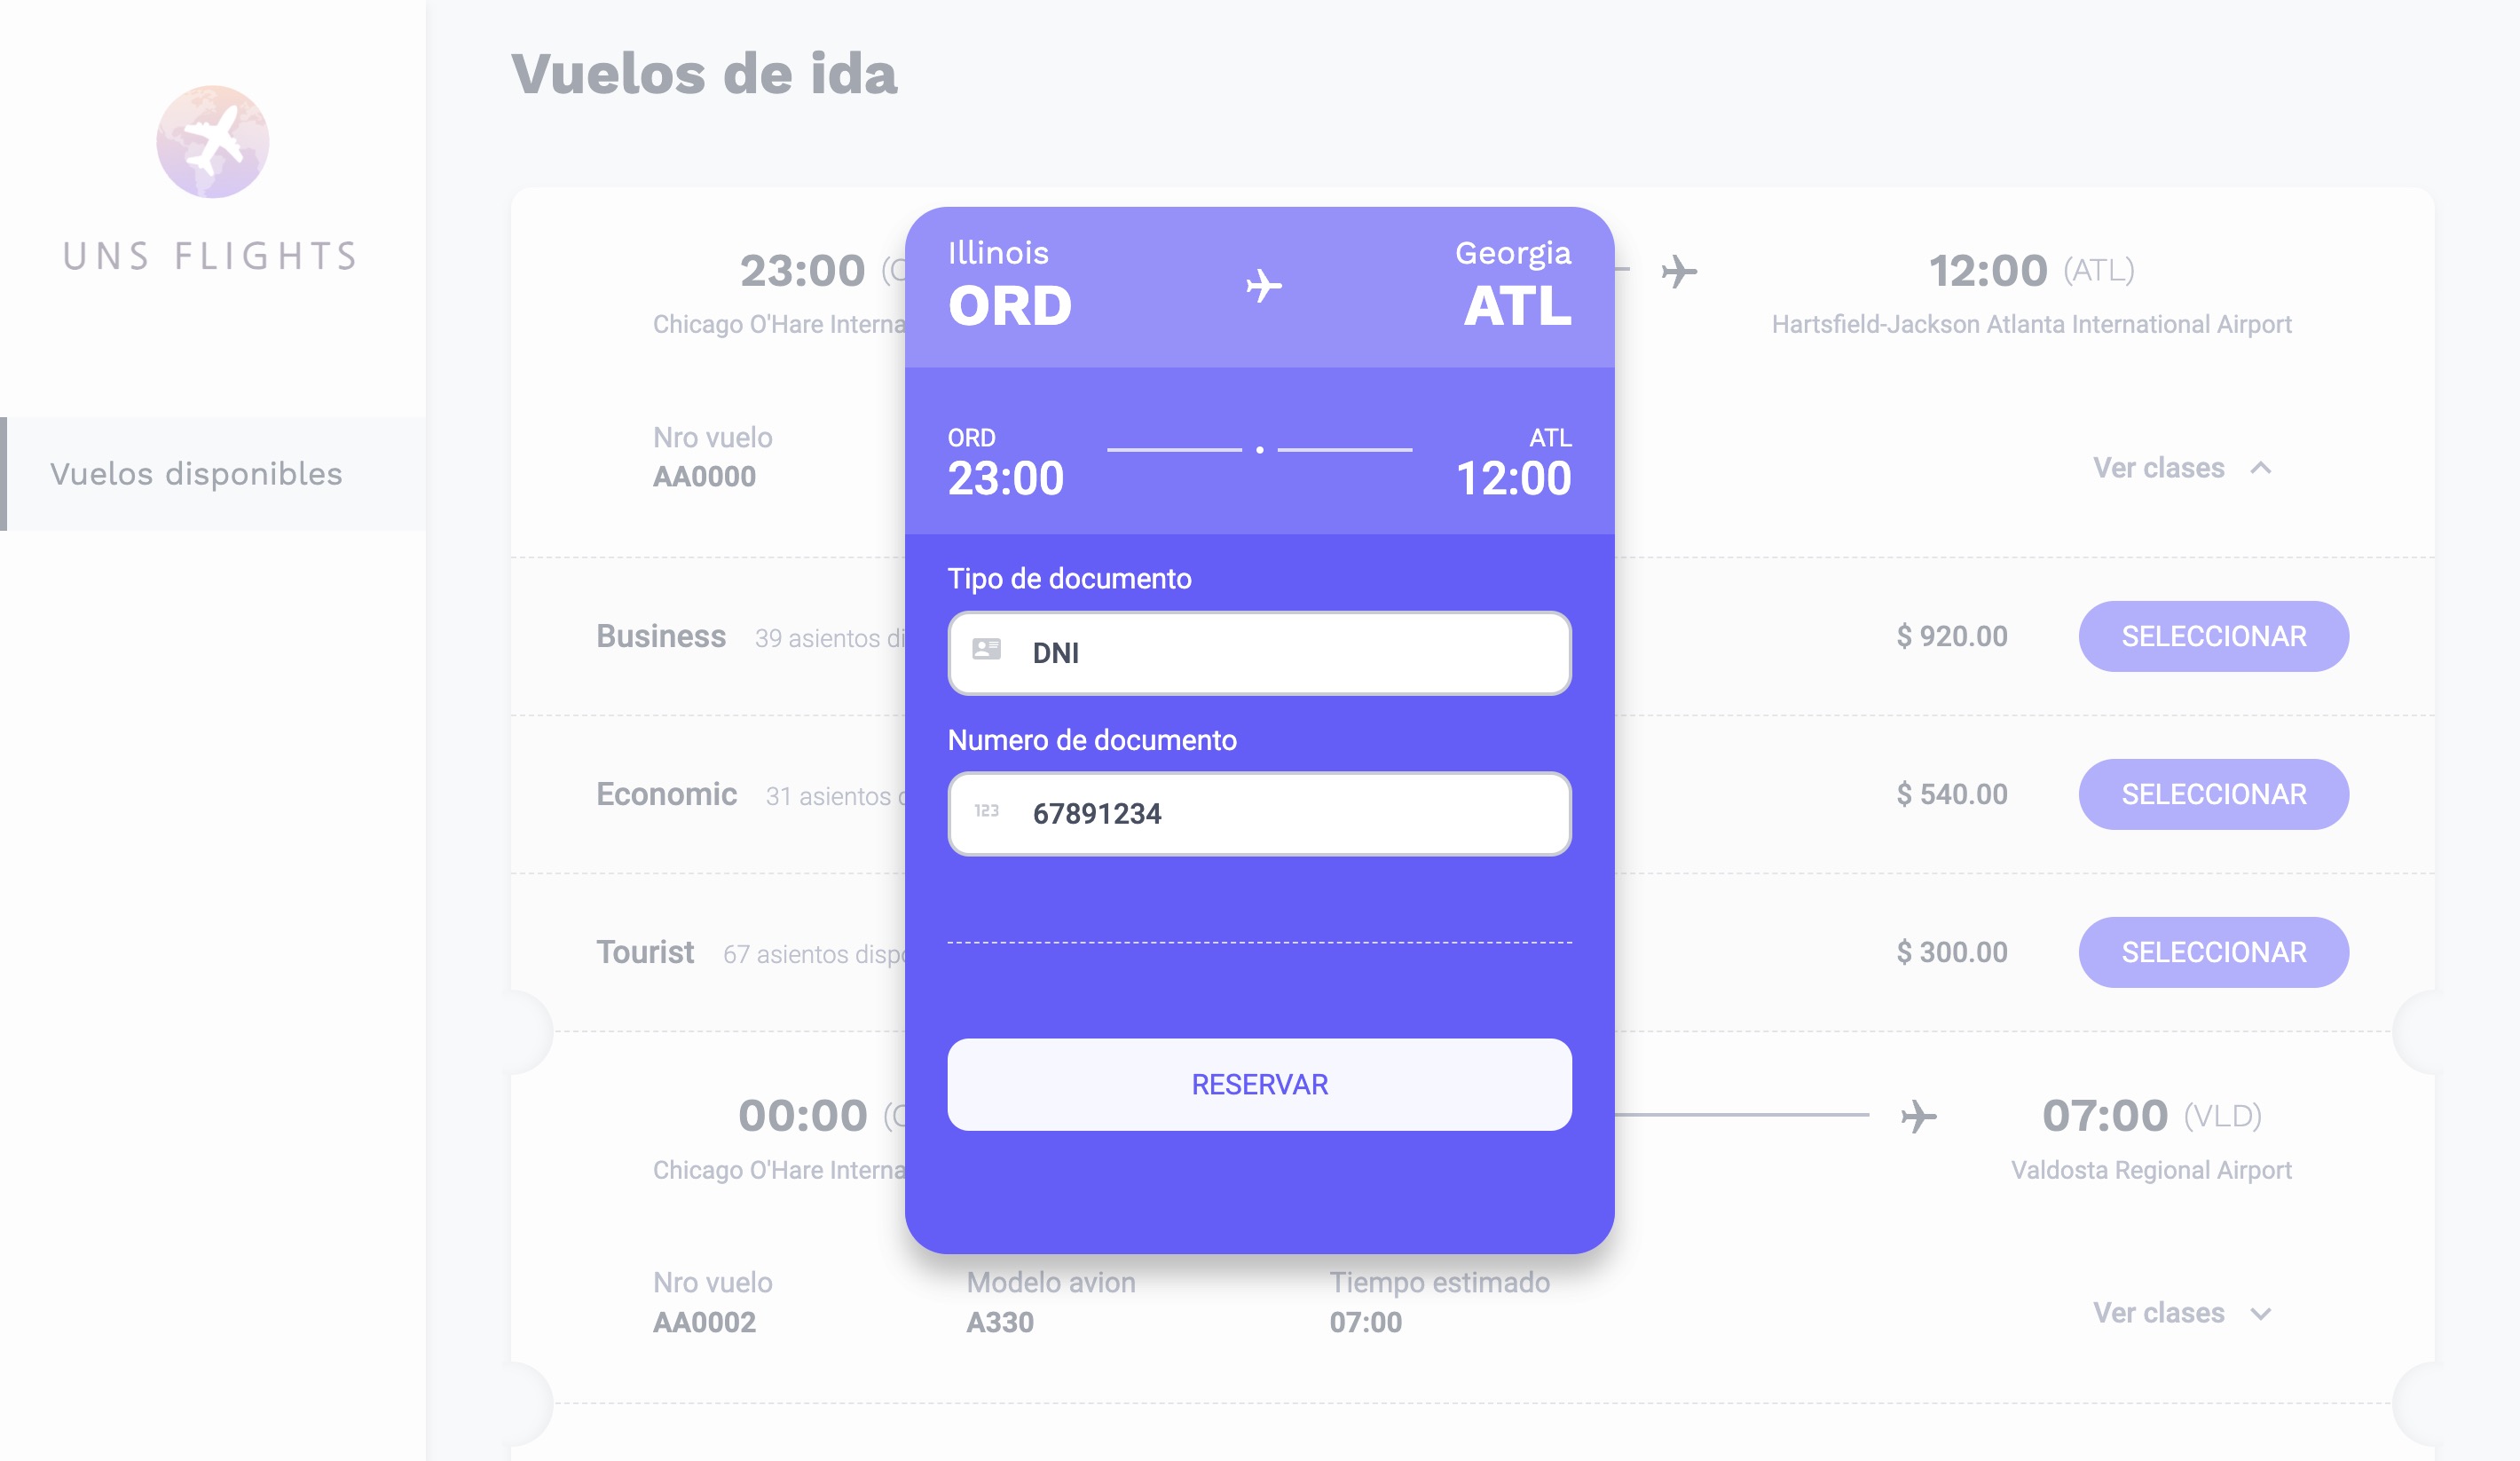 UNS FLIGHTS
Vuelos disponibles
Vuelos de ida
23:00
12:00 (ATL)
Chicago O'Hare
Hartsfield-Jackson Atlanta International Airport
Nro vuelo
AA0000
Ver clases
Business 39 asientos
$ 920.00 SELECCIONAR
Economic 31 asientos
$ 540.00 SELECCIONAR
Tourist 67 asientos
$ 300.00 SELECCIONAR
00:00
07:00 (VLD)
Chicago O'Hare
Valdosta Regional Airport
Nro vuelo Modelo avion Tiempo estimado
AA0002 A330 07:00
Ver clases
Illinois Georgia
ORD ATL
ORD ATL
23:00 12:00
Tipo de documento
DNI
Numero de documento
123 67891234
RESERVAR